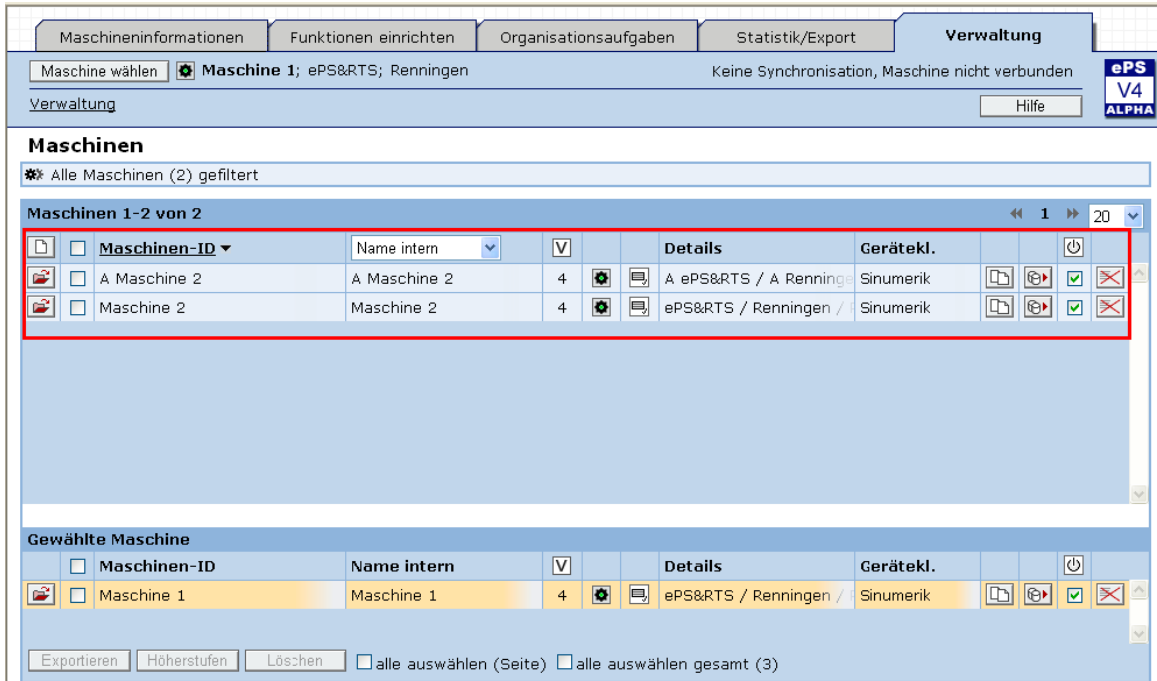 Maschineninformationen Funktionen einrichten Organisationsaufgaben Statistik/Export Verwaltung
Maschine wählen Maschine 1; ePS&RTS; Renningen Keine Synchronisation, Maschine nicht verbunden ePS
V4
Verwaltung Hilfe ALPHA
Maschinen
Alle Maschinen (2) gefiltert
Maschinen 1-2 von 2 1 20
Maschinen-ID Name intern V Details Gerätekl.
A Maschine 2 A Maschine 2 4 A ePS&RTS / A Renninge Sinumerik
Maschine 2 Maschine 2 4 ePS&RTS / Renningen / Sinumerik
Gewählte Maschine
Maschinen-ID Name intern V Details Gerätekl.
Maschine 1 Maschine 1 4 ePS&RTS / Renningen / Sinumerik
Exportieren Höherstufen Löschen alle auswählen (Seite) alle auswählen gesamt (3)